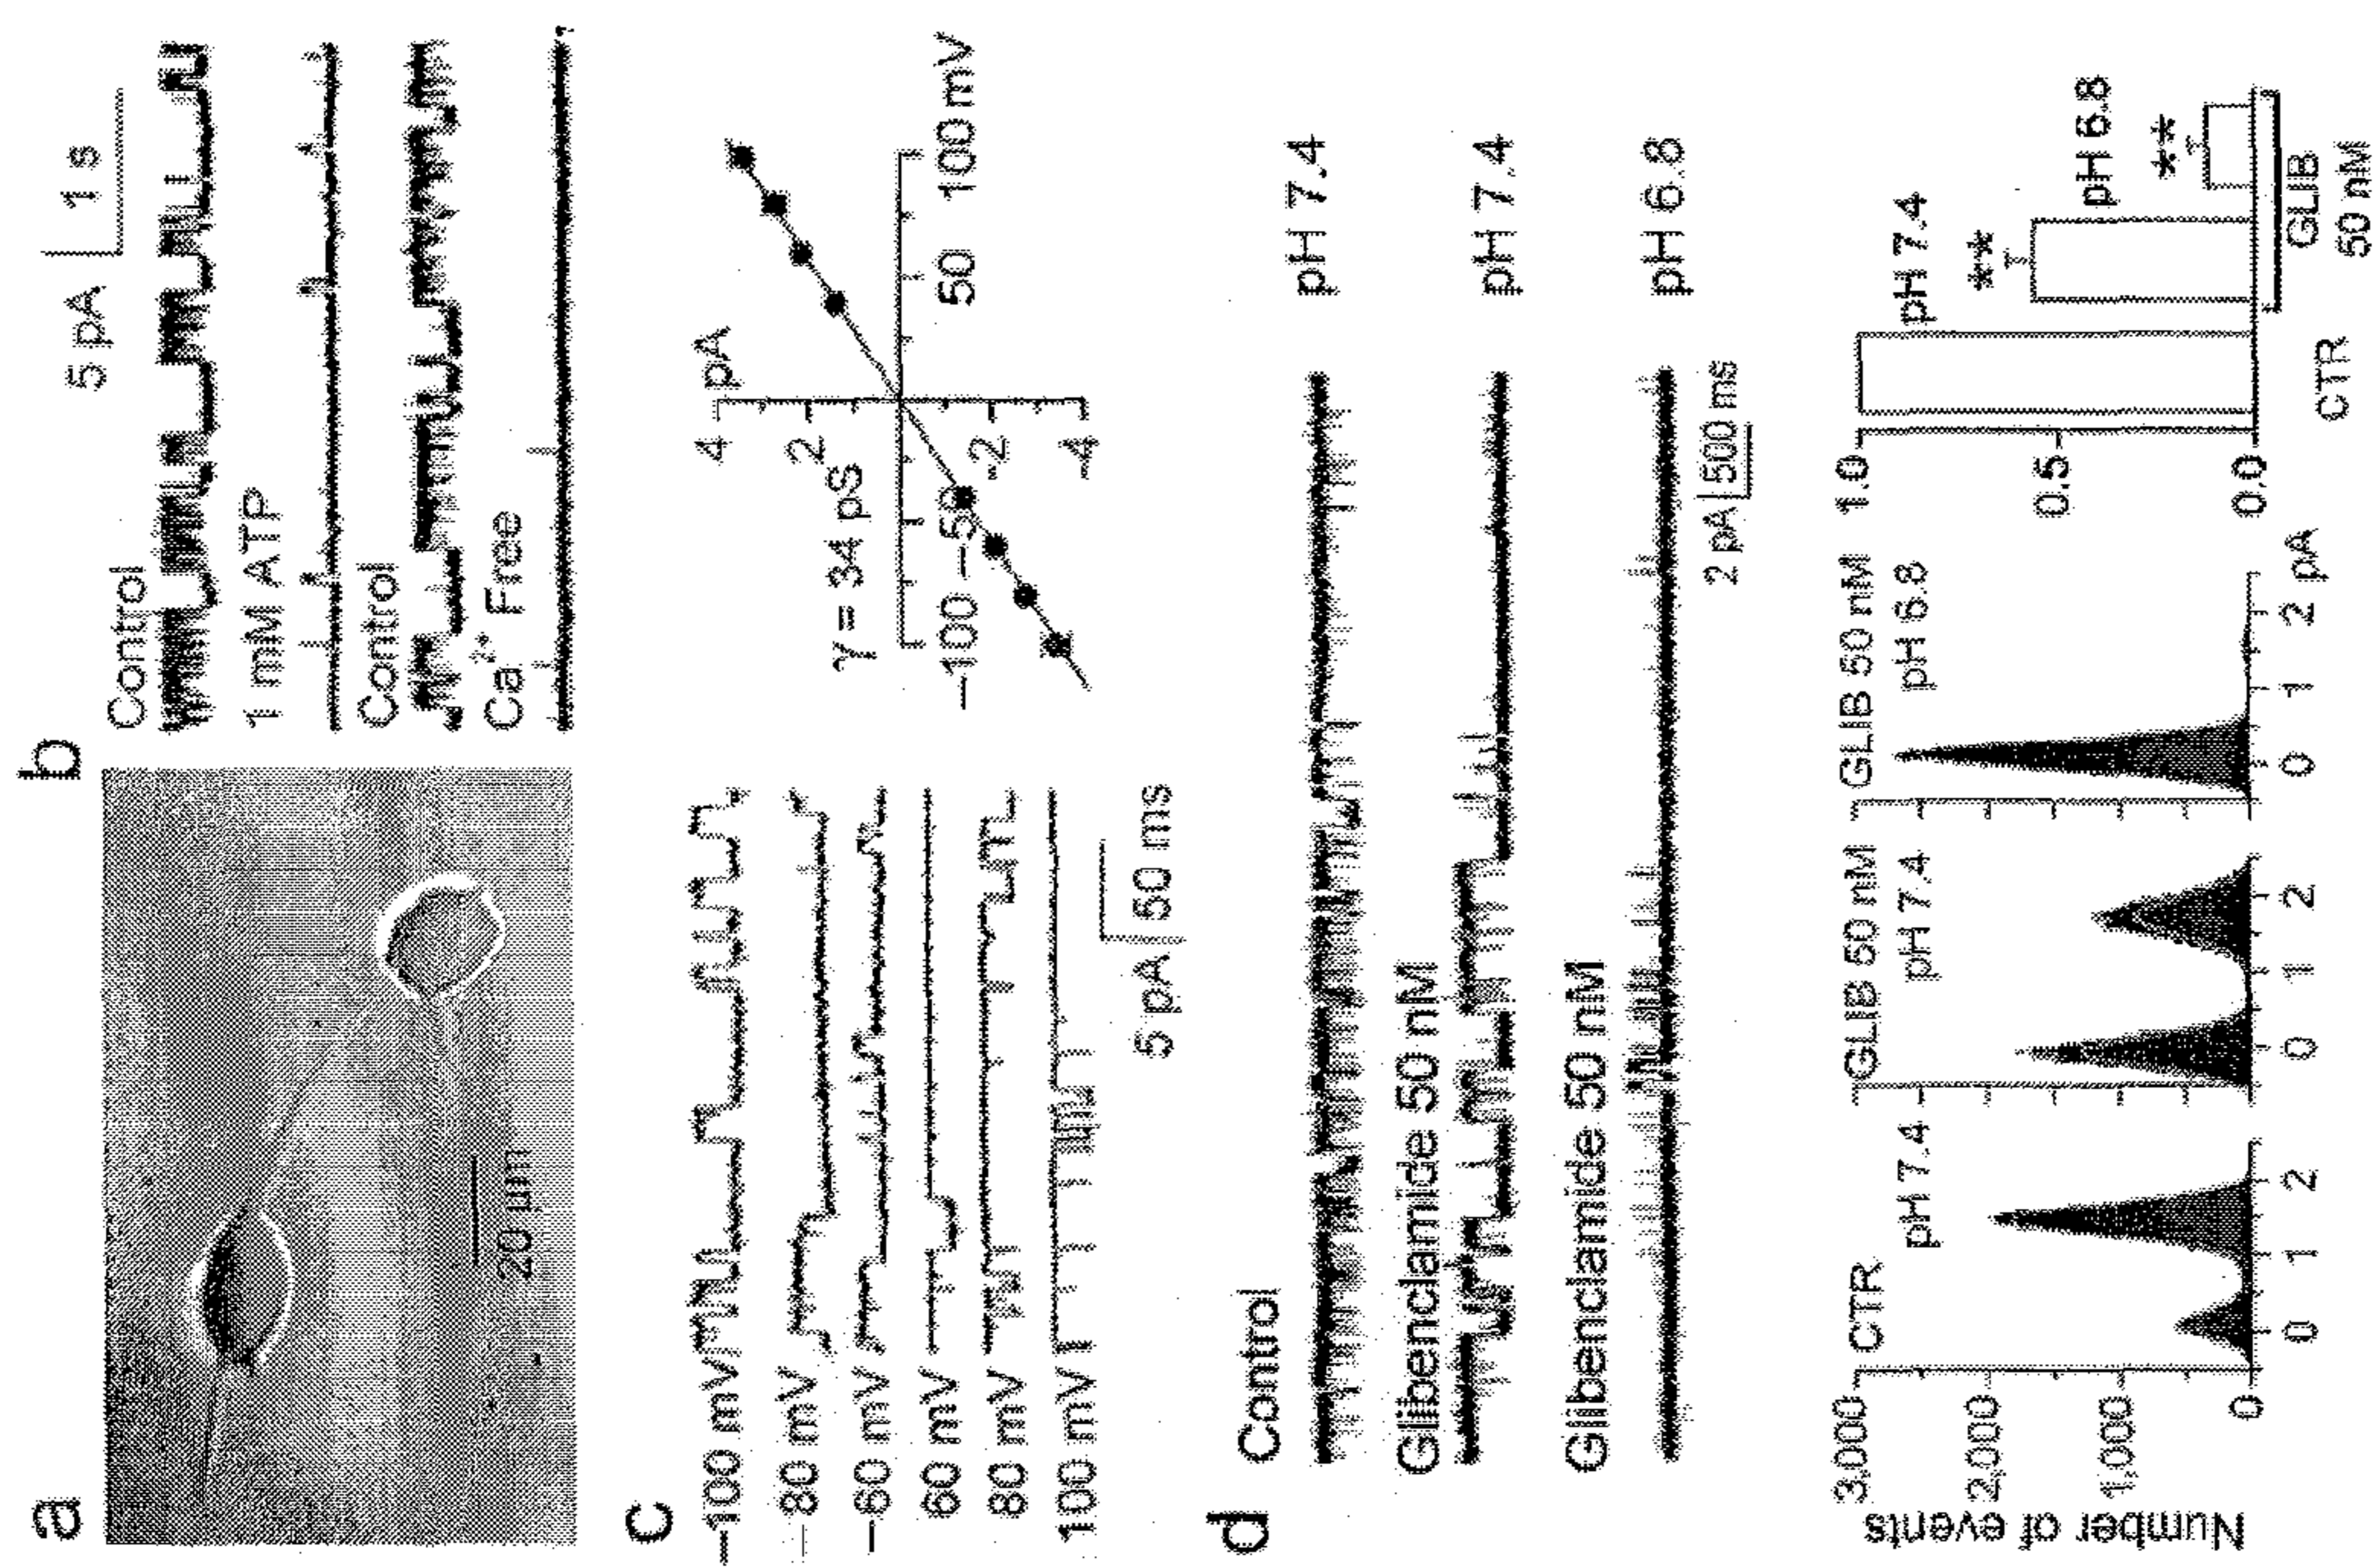 a
20 µm
b
5 pA 1 s
Control
1 mM ATP
Control
Ca²⁺ Free
c
–100 mV
–80 mV
–60 mV
60 mV
80 mV
100 mV
5 pA 50 ms
pA
4
2
γ = 34 pS
–100 –50 50 100 mV
-2
-4
d
Control pH 7.4
Glibenclamide 50 nM pH 7.4
Glibenclamide 50 nM pH 6.8
2 pA 500 ms
Number of events
3,000
2,000
1,000
0
CTR
pH 7.4
0 1 2
GLIB 50 nM
pH 7.4
0 1 2
GLIB 50 nM
pH 6.8
0 1 2 pA
1.0
0.5
0.0
pH 7.4
**
pH 6.8
**
CTR
GLIB
50 nM